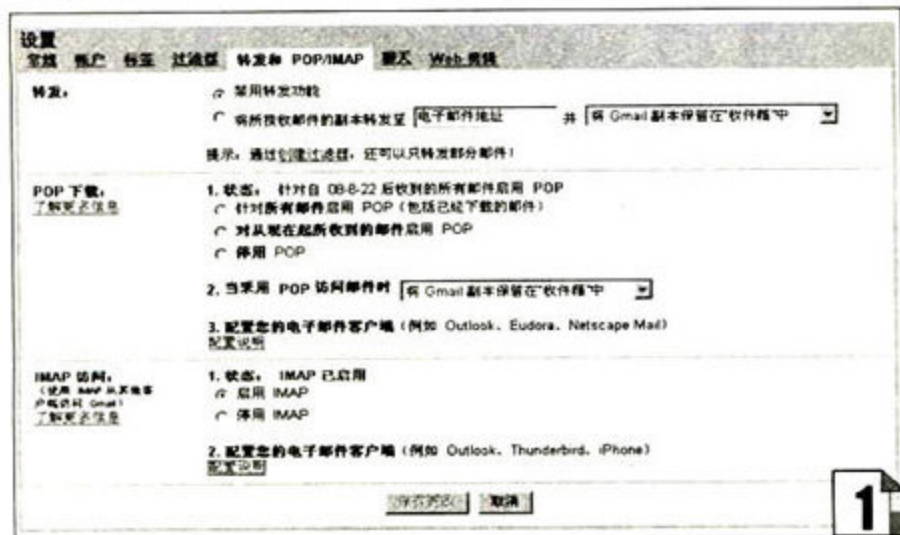 设置
常规 帐户 标签 过滤器 转发和 POP/IMAP 聊天 Web 剪辑
转发：
禁用转发功能
将所接收邮件的副本转发至 电子邮件地址 并 将 Gmail 副本保留在“收件箱”中
提示：通过创建过滤器，还可以只转发部分邮件！
POP 下载：
了解更多信息
1. 状态： 针对自 08-8-22 后收到的所有邮件启用 POP
针对所有邮件启用 POP（包括已经下载的邮件）
对从现在起所收到的邮件启用 POP
停用 POP
2. 当采用 POP 访问邮件时 将 Gmail 副本保留在“收件箱”中
3. 配置您的电子邮件客户端（例如 Outlook、Eudora、Netscape Mail）
配置说明
IMAP 访问：
（使用 IMAP 从其他客
户端访问 Gmail）
了解更多信息
1. 状态： IMAP 已启用
启用 IMAP
停用 IMAP
2. 配置您的电子邮件客户端（例如 Outlook、Thunderbird、iPhone）
配置说明
保存更改 取消
1